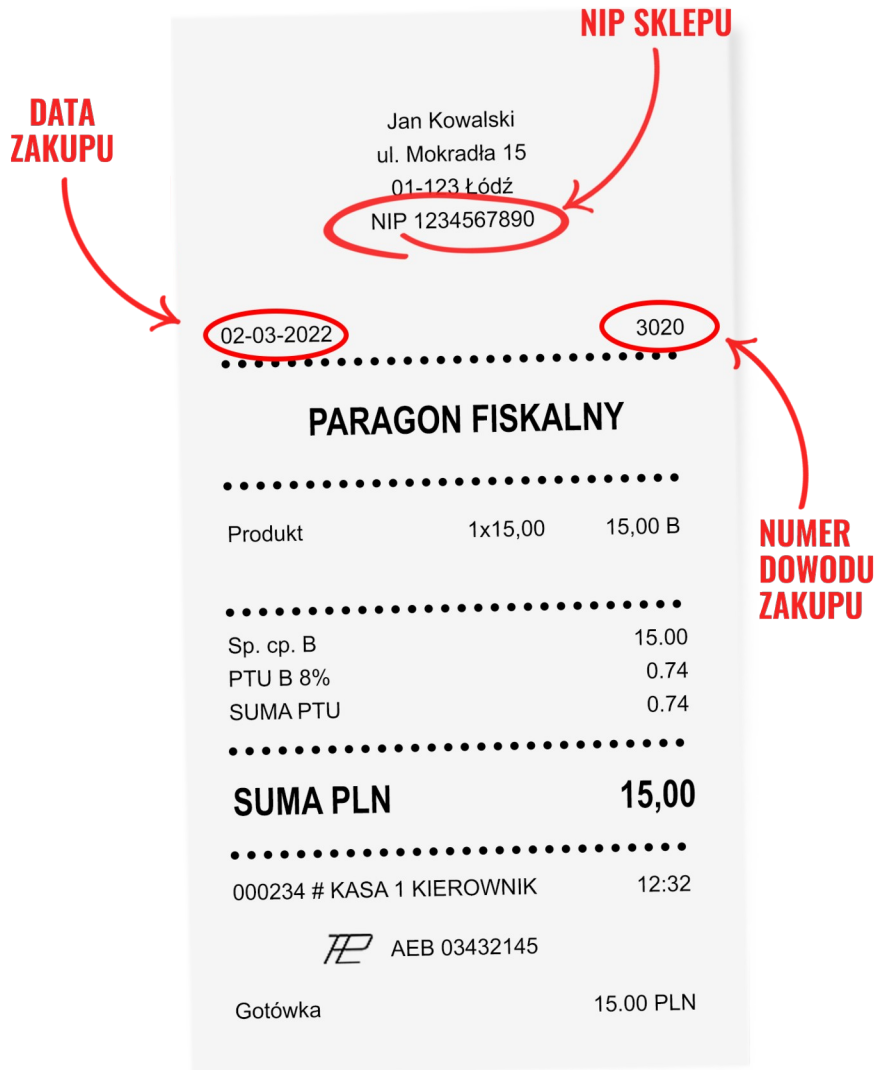 NIP SKLEPU
DATA
ZAKUPU
Jan Kowalski
ul. Mokradła 15
01-123 Łódź
NIP 1234567890
02-03-2022 3020
PARAGON FISKALNY
Produkt 1x15,00 15,00 B
NUMER
DOWODU
ZAKUPU
Sp. cp. B 15.00
PTU B 8% 0.74
SUMA PTU 0.74
SUMA PLN 15,00
000234 # KASA 1 KIEROWNIK 12:32
AEB 03432145
Gotówka 15.00 PLN